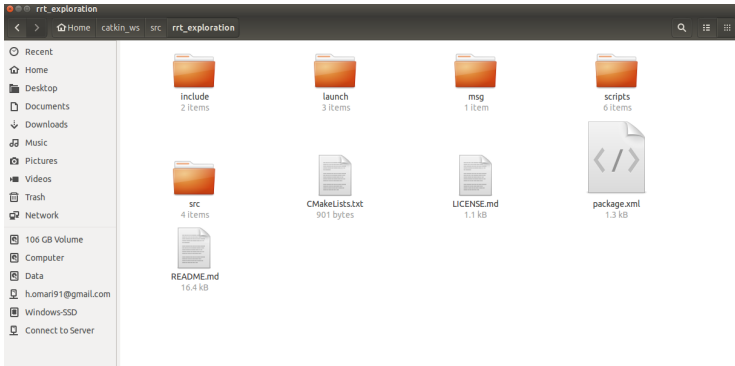 rrt_exploration
Home catkin_ws src rrt_exploration
Recent
Home
Desktop
Documents
Downloads
Music
Pictures
Videos
Trash
Network
106 GB Volume
Computer
Data
h.omari91@gmail.com
Windows-SSD
Connect to Server
include
2 items
launch
3 items
msg
1 item
scripts
6 items
src
4 items
CMakeLists.txt
901 bytes
LICENSE.md
1.1 kB
</>
package.xml
1.3 kB
README.md
16.4 kB